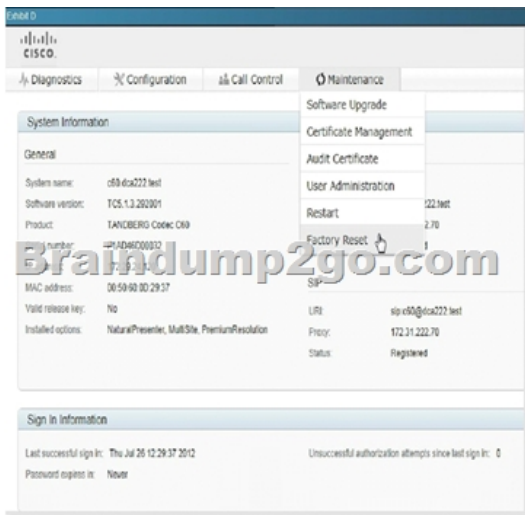 Exhibit D
CISCO.
Diagnostics
Configuration
Call Control
Maintenance
Software Upgrade
Certificate Management
Audit Certificate
User Administration
Restart
Factory Reset
System Information
General
System name: c60.dca222.test
Software version: TC5.1.3.292001
Product: TANDBERG Codec C60
number:
MAC address: 00:50:60:0D:29:37
Valid release key: No
Installed options: NaturalPresenter, MultiSite, PremiumResolution
222.test
2.70
SIP
URI: sip:c60@dca222.test
Proxy: 172.31.222.70
Status: Registered
Braindump2go.com
Sign In Information
Last successful sign in: Thu Jul 26 12:29:37 2012
Unsuccessful authorization attempts since last sign in: 0
Password expires in: Never